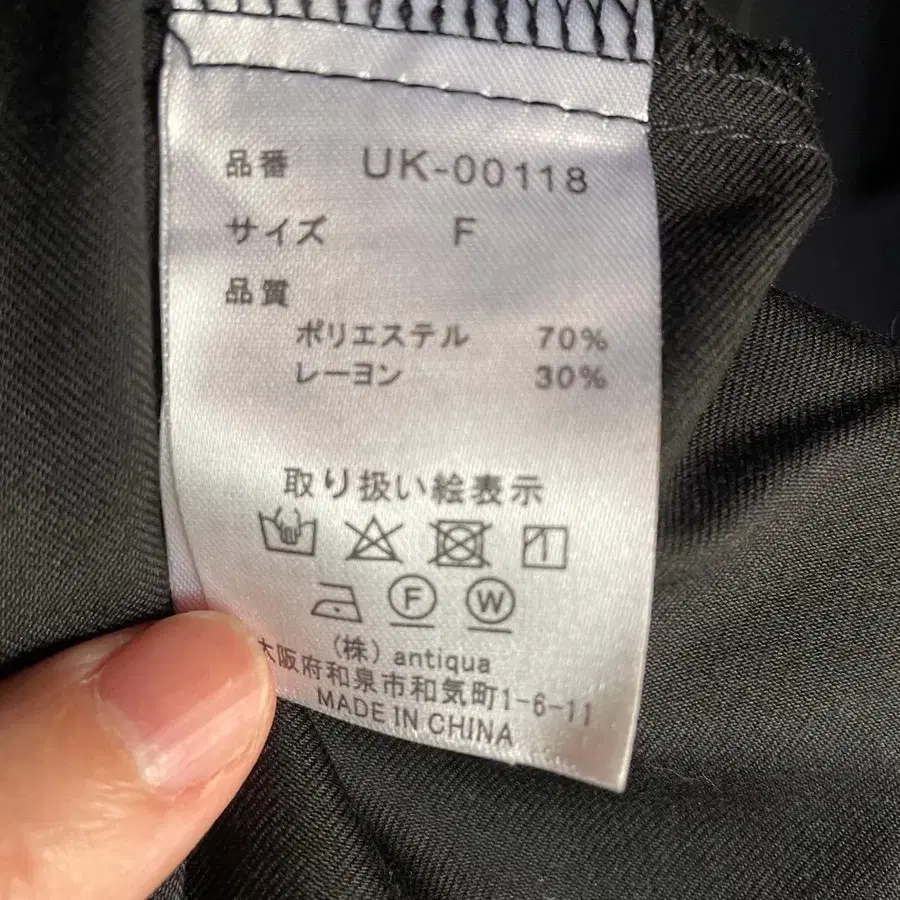 品番 UK-00118
サイズ F
品質
ポリエステル 70%
レーヨン 30%
取り扱い絵表示
F W
(株) antiqua
大阪府和泉市和気町1-6-11
MADE IN CHINA